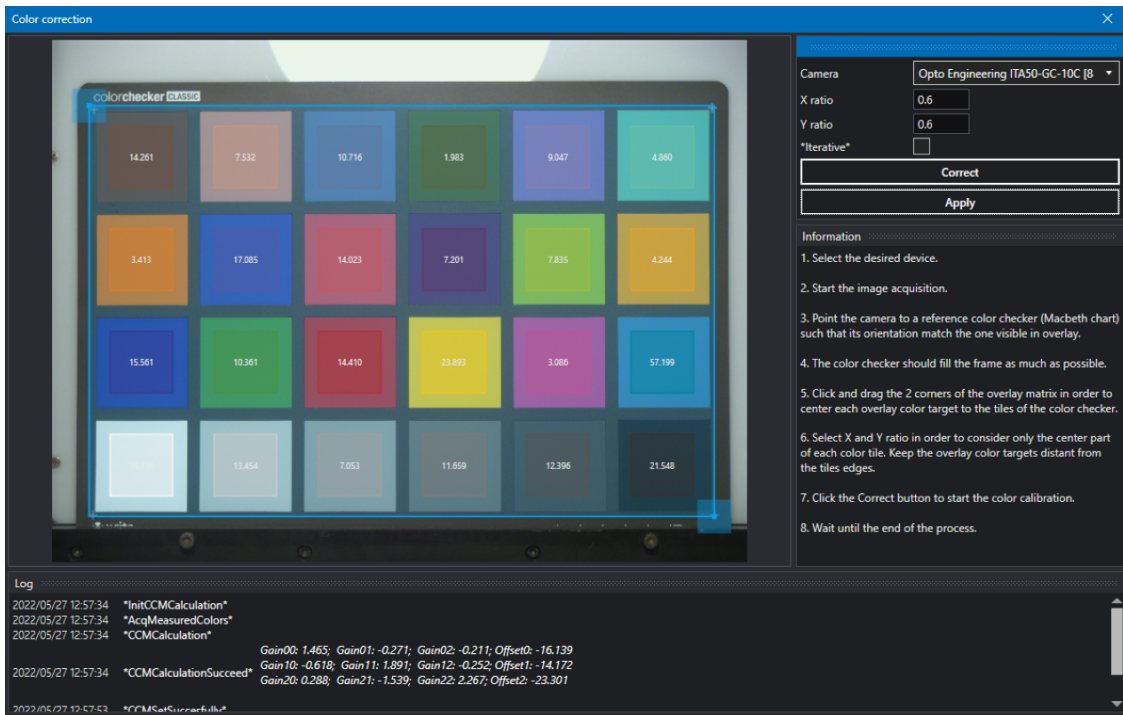 Color correction
colorchecker CLASSIC
14.261
7.532
10.716
1.983
9.047
4.860
3.413
17.085
14.023
7.201
7.835
4.244
15.561
10.361
14.410
23.893
3.086
57.199
13.454
7.053
11.659
12.396
21.548
Camera
Opto Engineering ITA50-GC-10C [8
X ratio
0.6
Y ratio
0.6
*Iterative*
Correct
Apply
Information
1. Select the desired device.
2. Start the image acquisition.
3. Point the camera to a reference color checker (Macbeth chart)
such that its orientation match the one visible in overlay.
4. The color checker should fill the frame as much as possible.
5. Click and drag the 2 corners of the overlay matrix in order to
center each overlay color target to the tiles of the color checker.
6. Select X and Y ratio in order to consider only the center part
of each color tile. Keep the overlay color targets distant from
the tiles edges.
7. Click the Correct button to start the color calibration.
8. Wait until the end of the process.
Log
2022/05/27 12:57:34 *InitCCMCalculation*
2022/05/27 12:57:34 *AcqMeasuredColors*
2022/05/27 12:57:34 *CCMCalculation*
Gain00: 1.465; Gain01: -0.271; Gain02: -0.211; Offset0: -16.139
2022/05/27 12:57:34 *CCMCalculationSucceed* Gain10: -0.618; Gain11: 1.891; Gain12: -0.252; Offset1: -14.172
Gain20: 0.288; Gain21: -1.539; Gain22: 2.267; Offset2: -23.301
2022/05/27 12:57:53 *CCMSetSuccerfully*